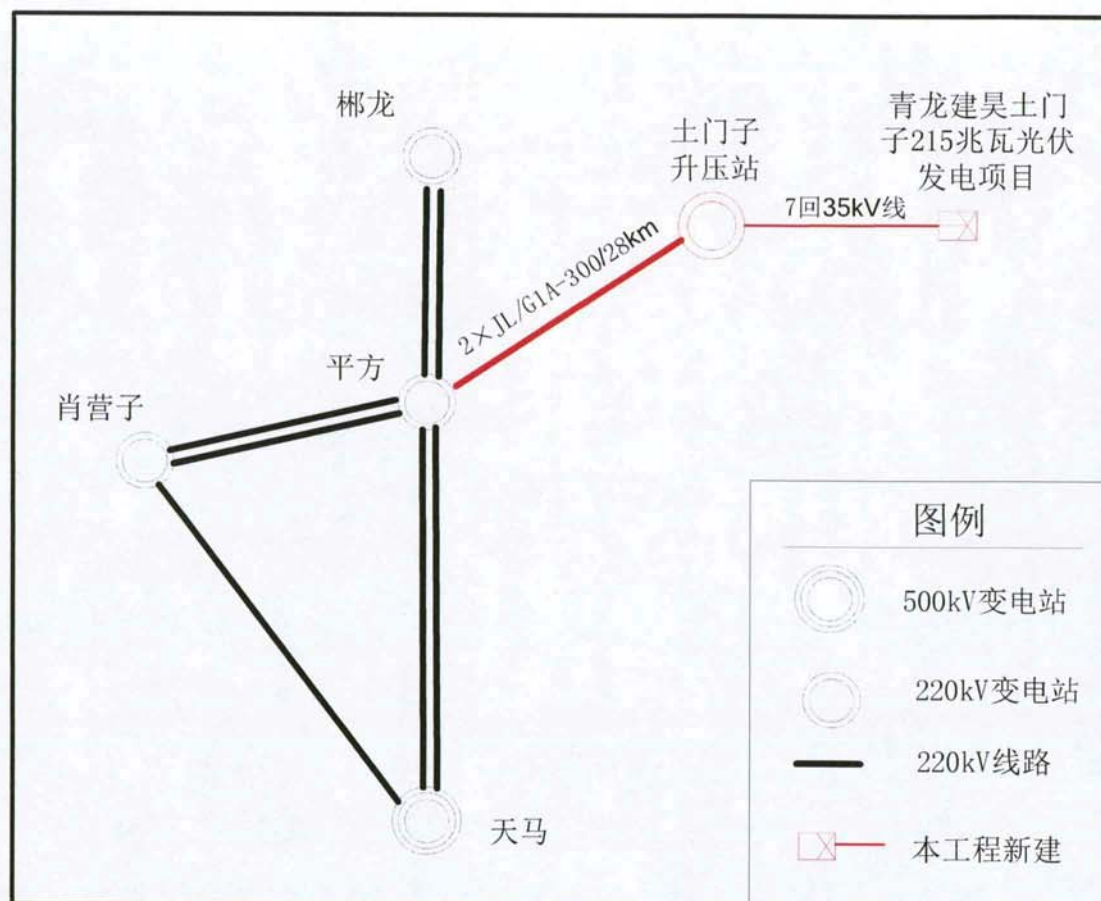 郴龙
土门子
升压站
青龙建昊土门
子215兆瓦光伏
发电项目
7回35kV线
2×JL/G1A-300/28km
平方
肖营子
天马
图例
500kV变电站
220kV变电站
220kV线路
本工程新建